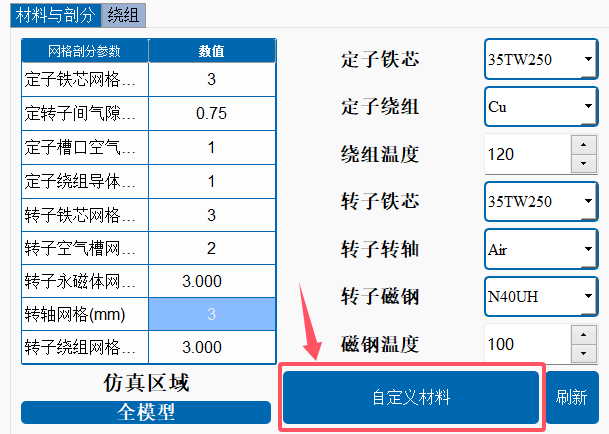 材料与剖分 绕组
网格剖分参数 数值
定子铁芯网格... 3
定转子间气隙... 0.75
定子槽口空气... 1
定子绕组导体... 1
转子铁芯网格... 3
转子空气槽网... 2
转子永磁体网... 3.000
转轴网格(mm) 3
转子绕组网格... 3.000
仿真区域
全模型
定子铁芯 35TW250
定子绕组 Cu
绕组温度 120
转子铁芯 35TW250
转子转轴 Air
转子磁钢 N40UH
磁钢温度 100
自定义材料 刷新